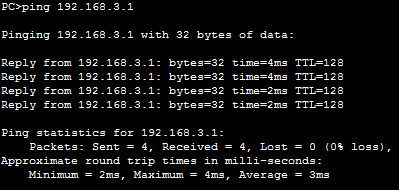 PC>ping 192.168.3.1
Pinging 192.168.3.1 with 32 bytes of data:
Reply from 192.168.3.1: bytes=32 time=4ms TTL=128
Reply from 192.168.3.1: bytes=32 time=4ms TTL=128
Reply from 192.168.3.1: bytes=32 time=2ms TTL=128
Reply from 192.168.3.1: bytes=32 time=2ms TTL=128
Ping statistics for 192.168.3.1:
Packets: Sent = 4, Received = 4, Lost = 0 (0% loss),
Approximate round trip times in milli-seconds:
Minimum = 2ms, Maximum = 4ms, Average = 3ms